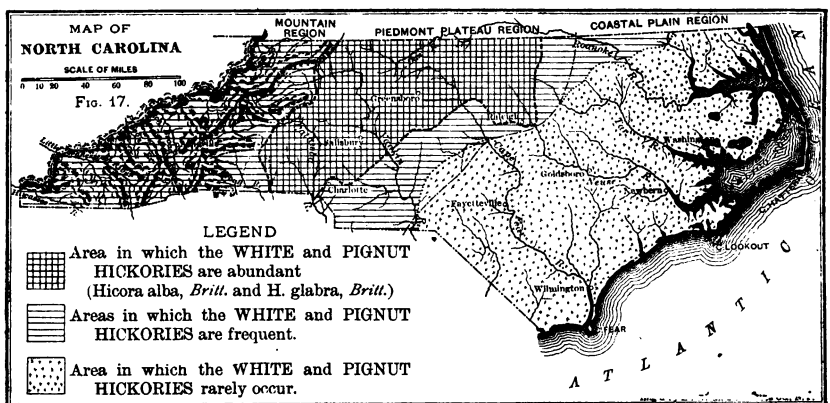 MAP OF
NORTH CAROLINA
SCALE OF MILES
0 10 20 40 60 80 100
FIG. 17.
MOUNTAIN
REGION
PIEDMONT PLATEAU REGION
COASTAL PLAIN REGION
Roanoke
Greensboro
Raleigh
Salisbury
Washington
Goldsboro
Neuse
Newbern
Charlotte
Fayetteville
Wilmington
C. HATTERAS
C. LOOKOUT
C. FEAR
ATLANTIC
LEGEND
Area in which the WHITE and PIGNUT
HICKORIES are abundant
(Hicora alba, Britt. and H. glabra, Britt.)
Areas in which the WHITE and PIGNUT
HICKORIES are frequent.
Area in which the WHITE and PIGNUT
HICKORIES rarely occur.